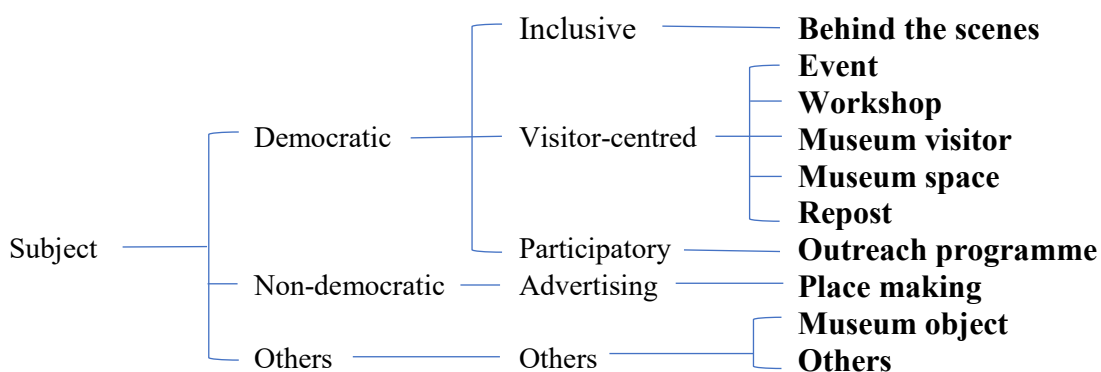 Inclusive Behind the scenes
Event
Workshop
Democratic Visitor-centred Museum visitor
Museum space
Repost
Subject Participatory Outreach programme
Non-democratic Advertising Place making
Museum object
Others Others Others